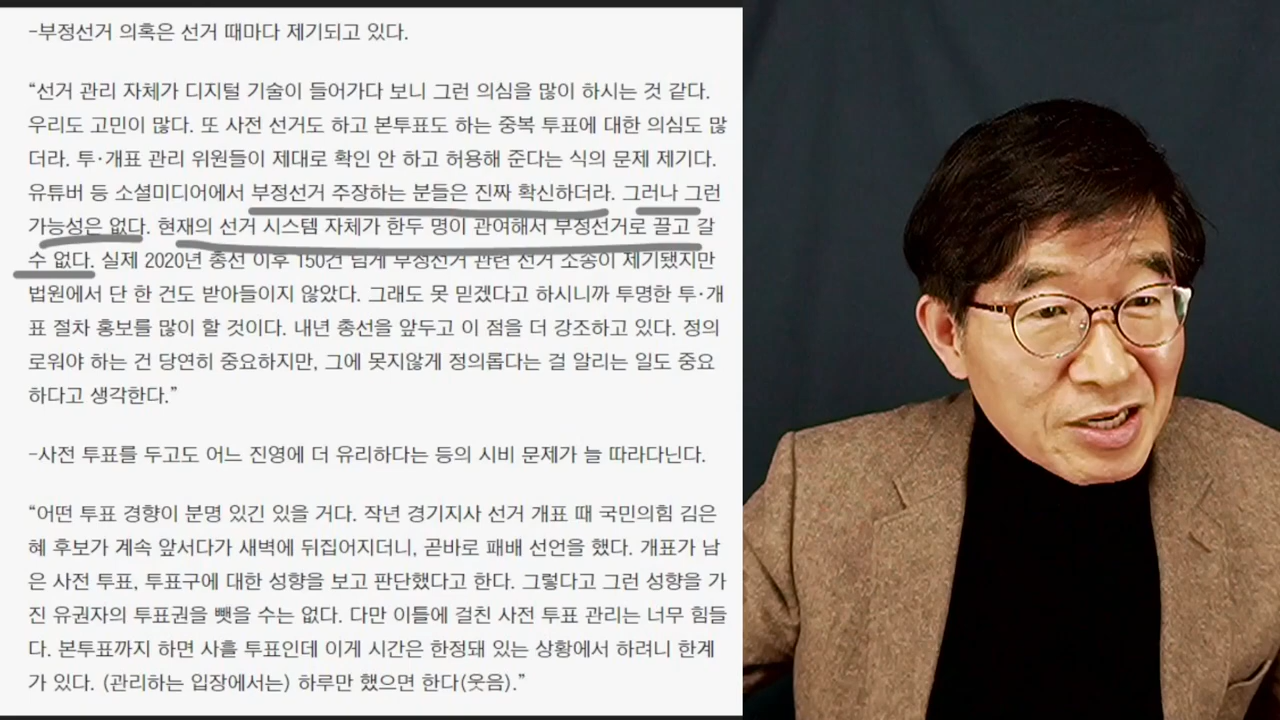 -부정선거 의혹은 선거 때마다 제기되고 있다.
“선거 관리 자체가 디지털 기술이 들어가다 보니 그런 의심을 많이 하시는 것 같다.
우리도 고민이 많다. 또 사전 선거도 하고 본투표도 하는 중복 투표에 대한 의심도 많
더라. 투·개표 관리 위원들이 제대로 확인 안 하고 허용해 준다는 식의 문제 제기다.
유튜버 등 소셜미디어에서 부정선거 주장하는 분들은 진짜 확신하더라. 그러나 그런
가능성은 없다. 현재의 선거 시스템 자체가 한두 명이 관여해서 부정선거로 끌고 갈
수 없다. 실제 2020년 총선 이후 150건 넘게 부정선거 관련 선거 소송이 제기됐지만
법원에서 단 한 건도 받아들이지 않았다. 그래도 못 믿겠다고 하시니까 투명한 투·개
표 절차 홍보를 많이 할 것이다. 내년 총선을 앞두고 이 점을 더 강조하고 있다. 정의
로워야 하는 건 당연히 중요하지만, 그에 못지않게 정의롭다는 걸 알리는 일도 중요
하다고 생각한다.”
-사전 투표를 두고도 어느 진영에 더 유리하다는 등의 시비 문제가 늘 따라다닌다.
“어떤 투표 경향이 분명 있긴 있을 거다. 작년 경기지사 선거 개표 때 국민의힘 김은
혜 후보가 계속 앞서다가 새벽에 뒤집어지더니, 곧바로 패배 선언을 했다. 개표가 남
은 사전 투표, 투표구에 대한 성향을 보고 판단했다고 한다. 그렇다고 그런 성향을 가
진 유권자의 투표권을 뺏을 수는 없다. 다만 이틀에 걸친 사전 투표 관리는 너무 힘들
다. 본투표까지 하면 사흘 투표인데 이게 시간은 한정돼 있는 상황에서 하려니 한계
가 있다. (관리하는 입장에서는) 하루만 했으면 한다(웃음).”